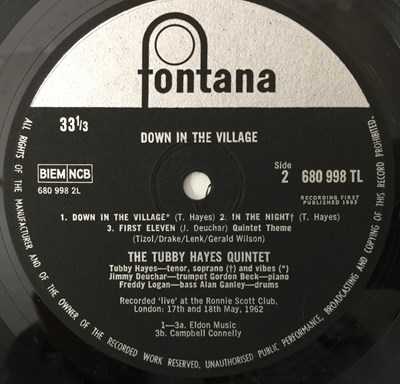 fontana
33 1/3
DOWN IN THE VILLAGE
BIEM NCB
680 998 2L
Side 2
680 998 TL
RECORDING FIRST PUBLISHED 1962
1. DOWN IN THE VILLAGE* (T. Hayes) 2. IN THE NIGHT† (T. Hayes)
3. FIRST ELEVEN (J. Deuchar) Quintet Theme
(Tizol/Drake/Lenk/Gerald Wilson)
THE TUBBY HAYES QUINTET
Tubby Hayes—tenor, soprano (†) and vibes (*)
Jimmy Deuchar—trumpet Gordon Beck—piano
Freddy Logan—bass Alan Ganley—drums
Recorded 'live' at the Ronnie Scott Club,
London: 17th and 18th May, 1962
1—3a. Eldon Music
3b. Campbell Connelly
ALL RIGHTS OF THE MANUFACTURER AND OF THE OWNER OF THE RECORDED WORK RESERVED. UNAUTHORISED PUBLIC PERFORMANCE, BROADCASTING AND COPYING OF THIS RECORD PROHIBITED.